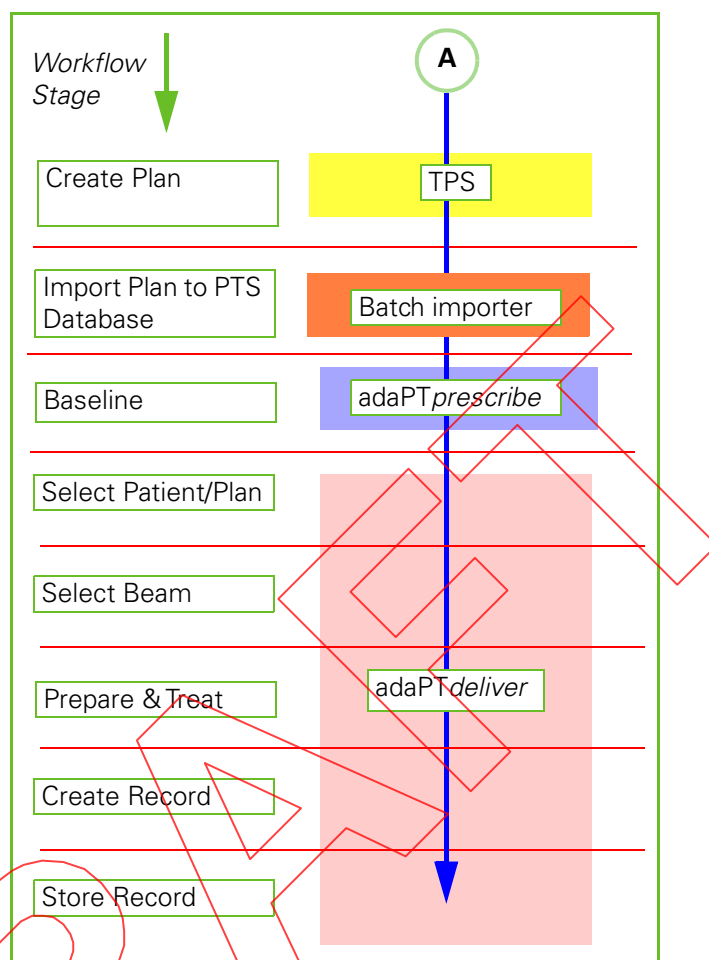 Workflow
Stage
A
Create Plan
TPS
Import Plan to PTS
Database
Batch importer
Baseline
adaPTprescribe
Select Patient/Plan
Select Beam
Prepare & Treat
adaPTdeliver
Create Record
Store Record